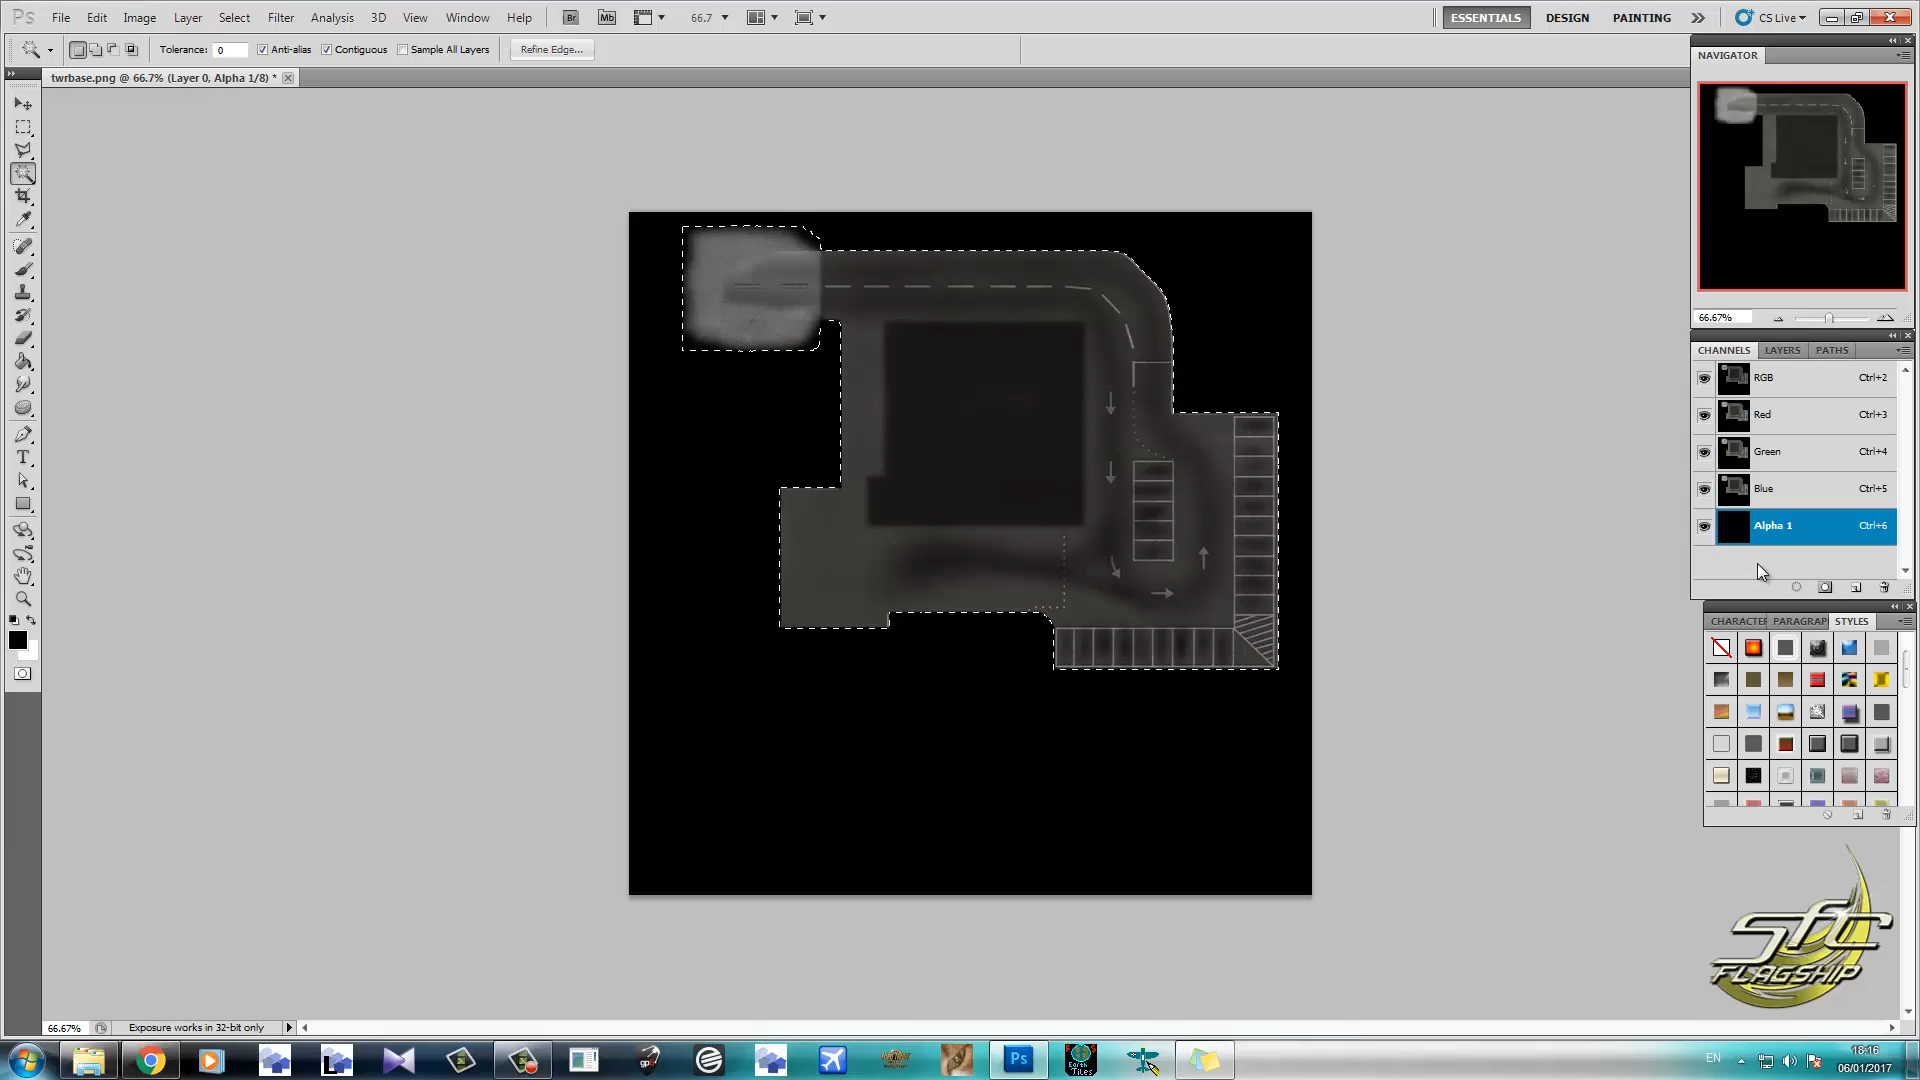 Ps File Edit Image Layer Select Filter Analysis 3D View Window Help Br Mb 66.7 ESSENTIALS DESIGN PAINTING CS Live
Tolerance: 0 Anti-alias Contiguous Sample All Layers Refine Edge...
twrbase.png @ 66.7% (Layer 0, Alpha 1/8) *
NAVIGATOR
66.67%
CHANNELS LAYERS PATHS
RGB Ctrl+2
Red Ctrl+3
Green Ctrl+4
Blue Ctrl+5
Alpha 1 Ctrl+6
CHARACTER PARAGRAPH STYLES
sfc
FLAGSHIP
66.67% Exposure works in 32-bit only
Ps
Earth
Tiles
EN
18:16
06/01/2017